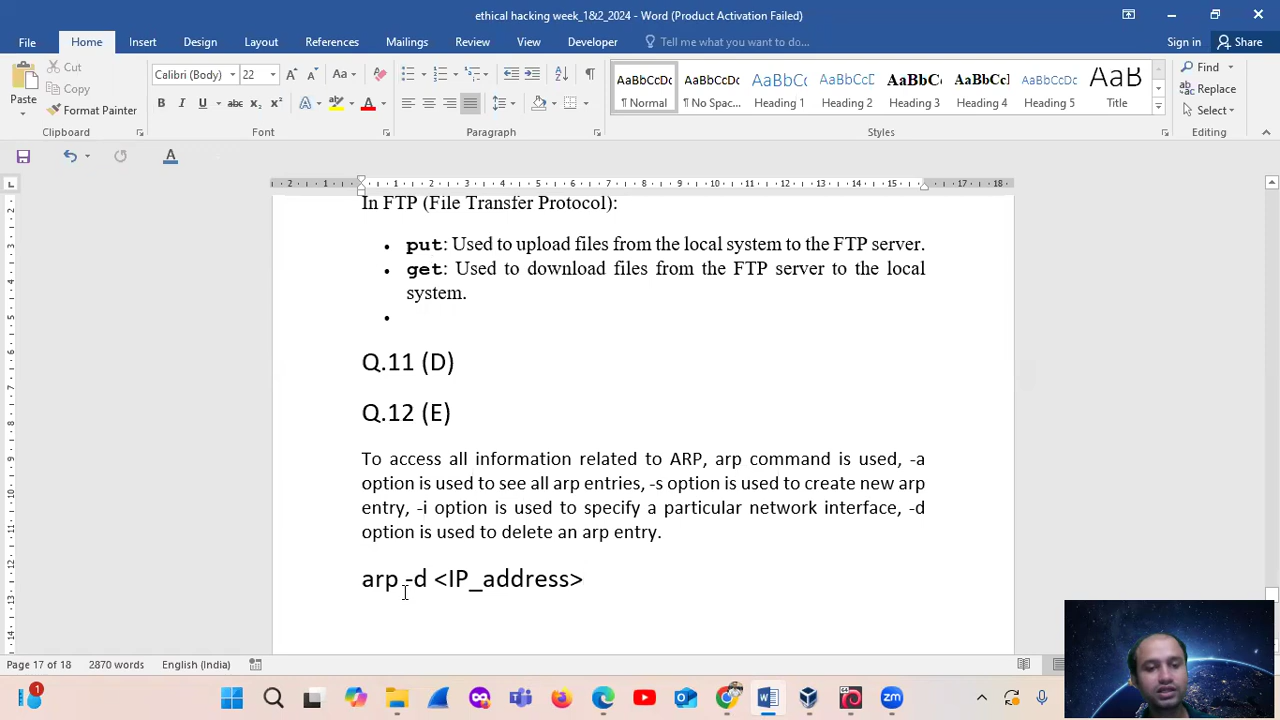 ethical hacking week_1&2_2024 - Word (Product Activation Failed)
File Home Insert Design Layout References Mailings Review View Developer Tell me what you want to do... Sign in Share
Paste
Cut
Copy
Format Painter
Clipboard
Calibri (Body) 22
Font
Paragraph
AaBbCcDc AaBbCcDc AaBbCc AaBbCcDc AaBbCc AaBbCcDc AaBbCcDc AaB
¶ Normal ¶ No Spac... Heading 1 Heading 2 Heading 3 Heading 4 Heading 5 Title
Styles
Find
Replace
Select
Editing
In FTP (File Transfer Protocol):
• put: Used to upload files from the local system to the FTP server.
• get: Used to download files from the FTP server to the local
system.
•
Q.11 (D)
Q.12 (E)
To access all information related to ARP, arp command is used, -a
option is used to see all arp entries, -s option is used to create new arp
entry, -i option is used to specify a particular network interface, -d
option is used to delete an arp entry.
arp -d <IP_address>
Page 17 of 18 2870 words English (India)